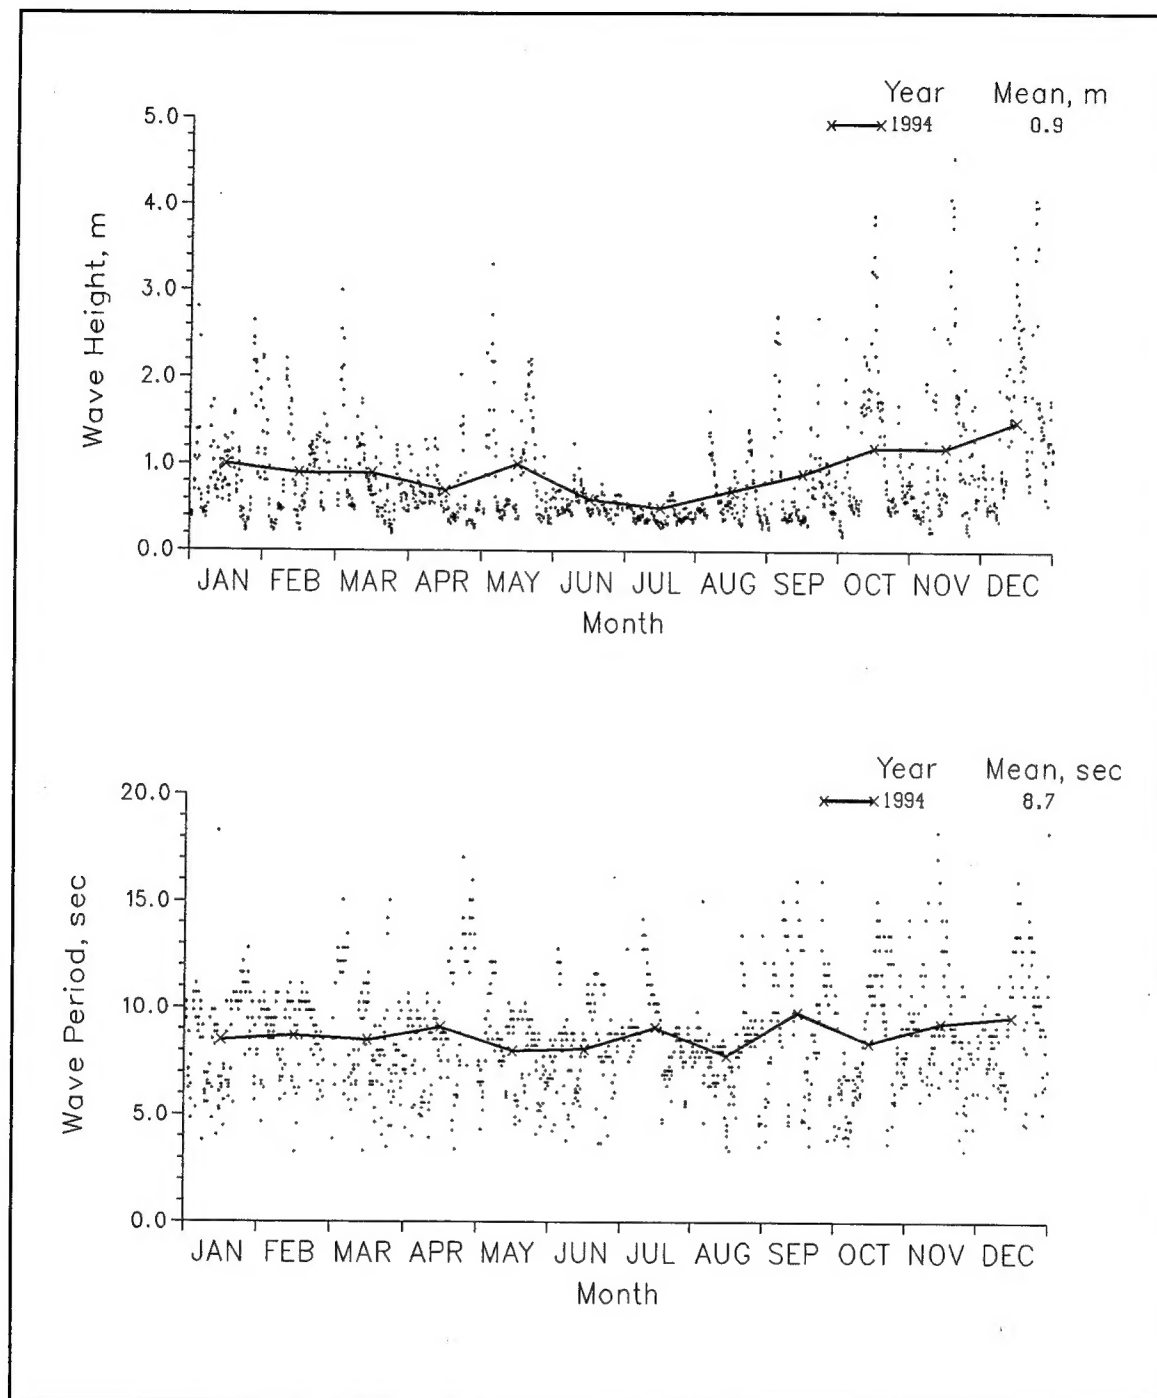 Year Mean, m
1994 0.9
5.0
4.0
3.0
2.0
1.0
0.0
Wave Height, m
JAN FEB MAR APR MAY JUN JUL AUG SEP OCT NOV DEC
Month
Year Mean, sec
1994 8.7
20.0
15.0
10.0
5.0
0.0
Wave Period, sec
JAN FEB MAR APR MAY JUN JUL AUG SEP OCT NOV DEC
Month